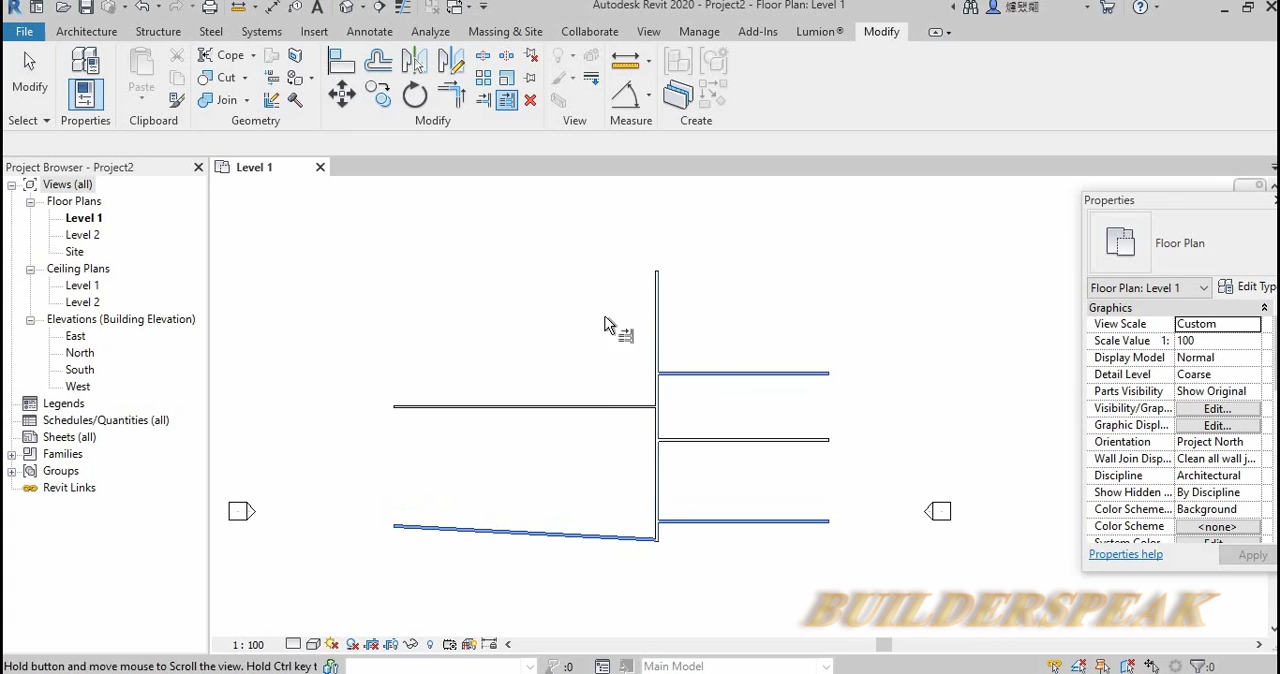 Autodesk Revit 2020 - Project2 - Floor Plan: Level 1
File Architecture Structure Steel Systems Insert Annotate Analyze Massing & Site Collaborate View Manage Add-Ins Lumion® Modify
Modify
Paste
Cope
Cut
Join
Select Properties Clipboard Geometry Modify View Measure Create
Project Browser - Project2
Level 1
Views (all)
Floor Plans
Level 1
Level 2
Site
Ceiling Plans
Level 1
Level 2
Elevations (Building Elevation)
East
North
South
West
Legends
Schedules/Quantities (all)
Sheets (all)
Families
Groups
Revit Links
Properties
Floor Plan
Floor Plan: Level 1 Edit Typ
Graphics
View Scale Custom
Scale Value 1: 100
Display Model Normal
Detail Level Coarse
Parts Visibility Show Original
Visibility/Grap... Edit...
Graphic Displ... Edit...
Orientation Project North
Wall Join Disp... Clean all wall j...
Discipline Architectural
Show Hidden ... By Discipline
Color Scheme... Background
Color Scheme <none>
System Color Edit
Properties help Apply
BUILDERSPEAK
1 : 100
Hold button and move mouse to Scroll the view. Hold Ctrl key t :0 Main Model :0